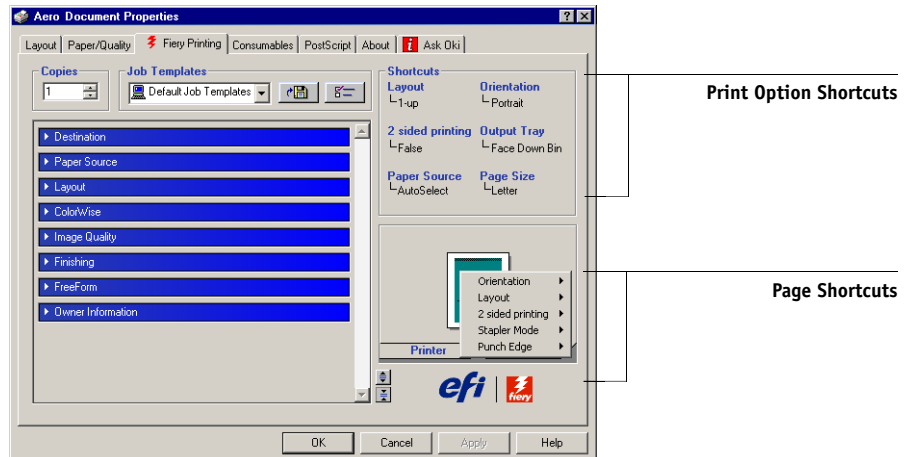 Aero Document Properties
Layout Paper/Quality Fiery Printing Consumables PostScript About Ask Oki
Copies
1
Job Templates
Default Job Templates
Destination
Paper Source
Layout
ColorWise
Image Quality
Finishing
FreeForm
Owner Information
Shortcuts
Layout Orientation
1-up Portrait
2 sided printing Output Tray
False Face Down Bin
Paper Source Page Size
AutoSelect Letter
Orientation
Layout
2 sided printing
Stapler Mode
Punch Edge
Printer
efi fiery
OK Cancel Apply Help
Print Option Shortcuts
Page Shortcuts